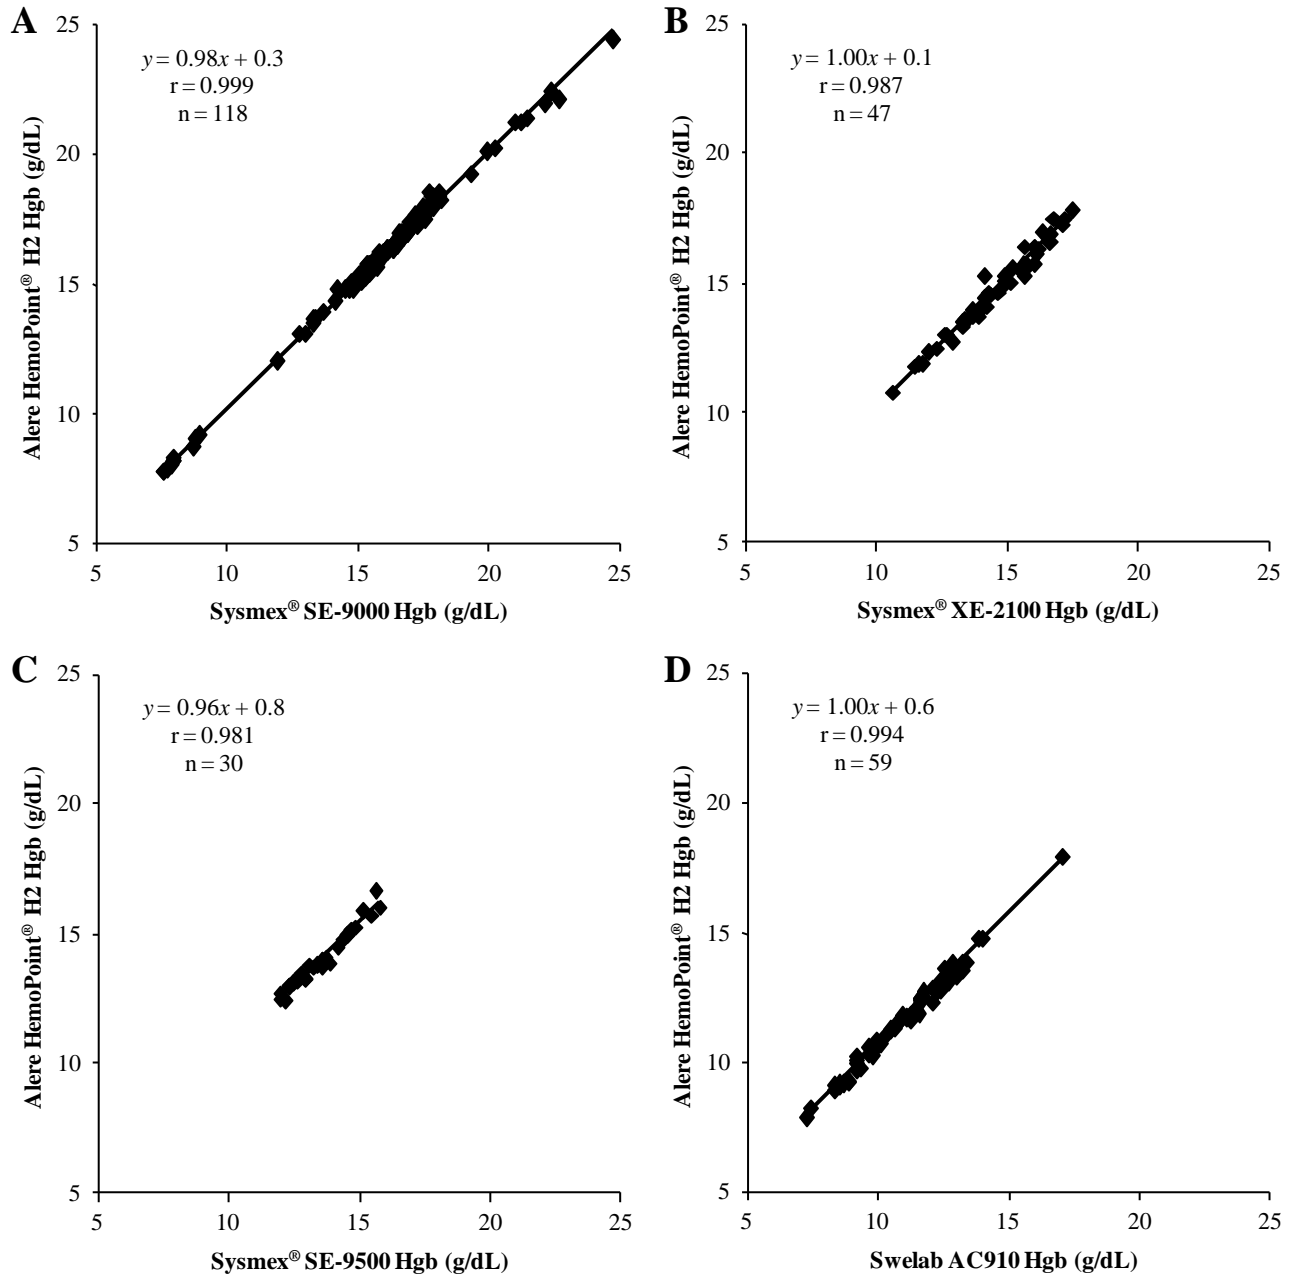 A
y = 0.98x + 0.3
r = 0.999
n = 118
Alere HemoPoint® H2 Hgb (g/dL)
25
20
15
10
5
5 10 15 20 25
Sysmex® SE-9000 Hgb (g/dL)
B
y = 1.00x + 0.1
r = 0.987
n = 47
Alere HemoPoint® H2 Hgb (g/dL)
25
20
15
10
5
5 10 15 20 25
Sysmex® XE-2100 Hgb (g/dL)
C
y = 0.96x + 0.8
r = 0.981
n = 30
Alere HemoPoint® H2 Hgb (g/dL)
25
20
15
10
5
5 10 15 20 25
Sysmex® SE-9500 Hgb (g/dL)
D
y = 1.00x + 0.6
r = 0.994
n = 59
Alere HemoPoint® H2 Hgb (g/dL)
25
20
15
10
5
5 10 15 20 25
Swelab AC910 Hgb (g/dL)